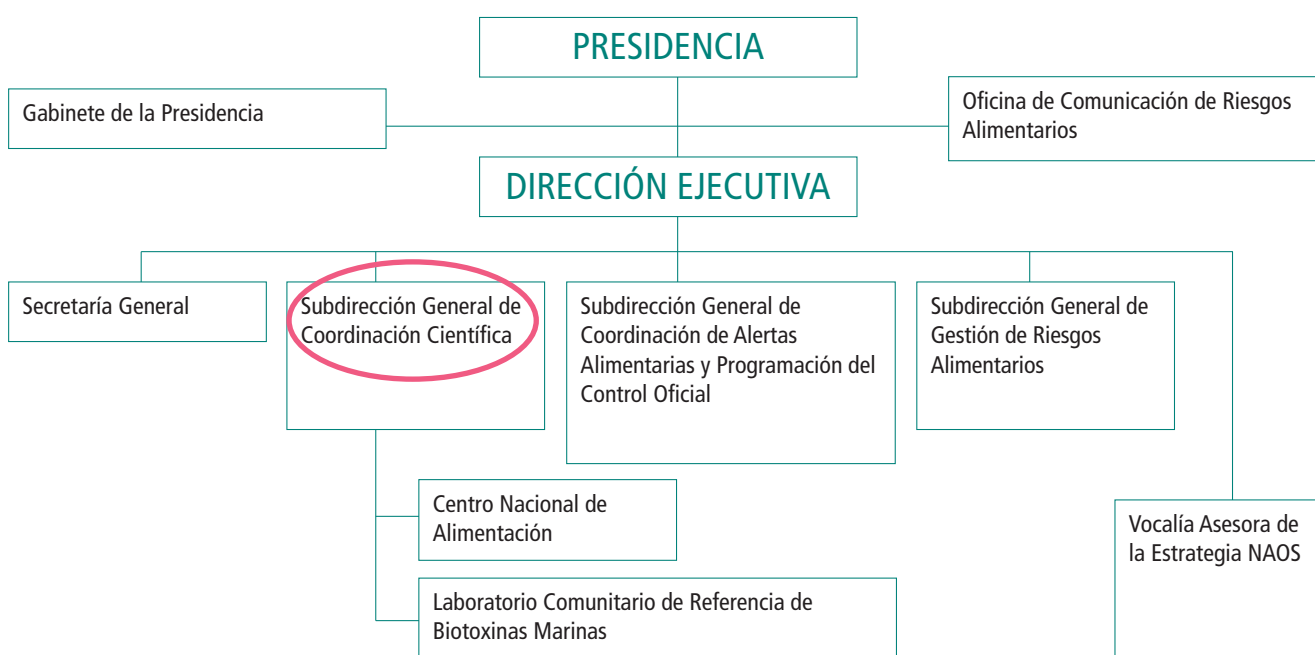 PRESIDENCIA
Gabinete de la Presidencia
Oficina de Comunicación de Riesgos
Alimentarios
DIRECCIÓN EJECUTIVA
Secretaría General
Subdirección General de
Coordinación Científica
Subdirección General de
Coordinación de Alertas
Alimentarias y Programación del
Control Oficial
Subdirección General de
Gestión de Riesgos
Alimentarios
Centro Nacional de
Alimentación
Laboratorio Comunitario de Referencia de
Biotoxinas Marinas
Vocalía Asesora de
la Estrategia NAOS